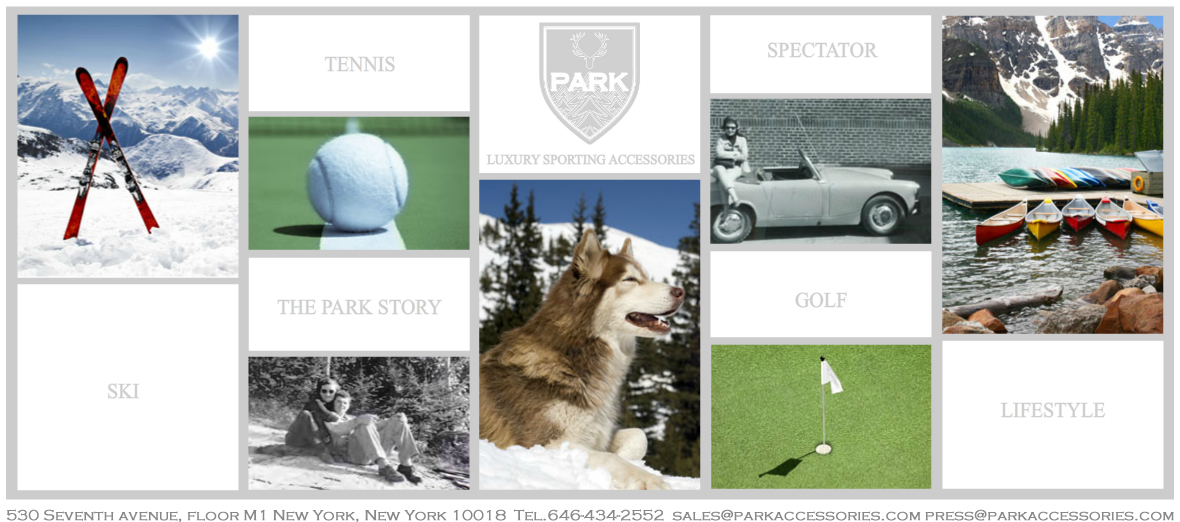 TENNIS
PARK
LUXURY SPORTING ACCESSORIES
SPECTATOR
THE PARK STORY
GOLF
SKI
LIFESTYLE
530 Seventh avenue, floor M1 New York, New York 10018 Tel.646-434-2552 sales@parkaccessories.com press@parkaccessories.com